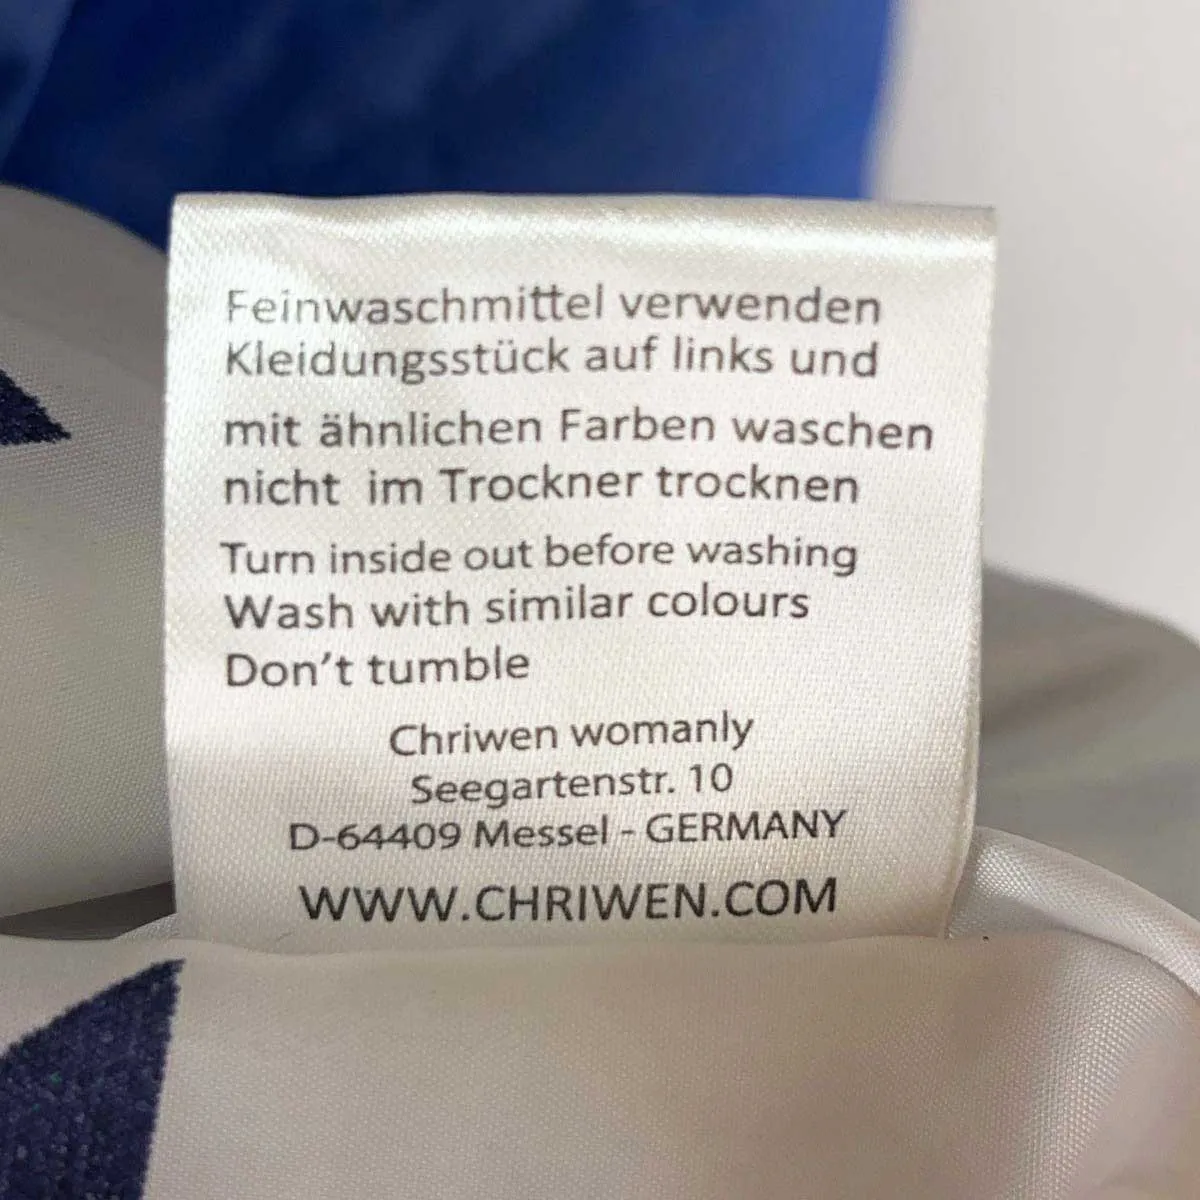 Feinwaschmittel verwenden
Kleidungsstück auf links und
mit ähnlichen Farben waschen
nicht im Trockner trocknen
Turn inside out before washing
Wash with similar colours
Don't tumble
Chriwen womanly
Seegartenstr. 10
D-64409 Messel - GERMANY
WWW.CHRIWEN.COM